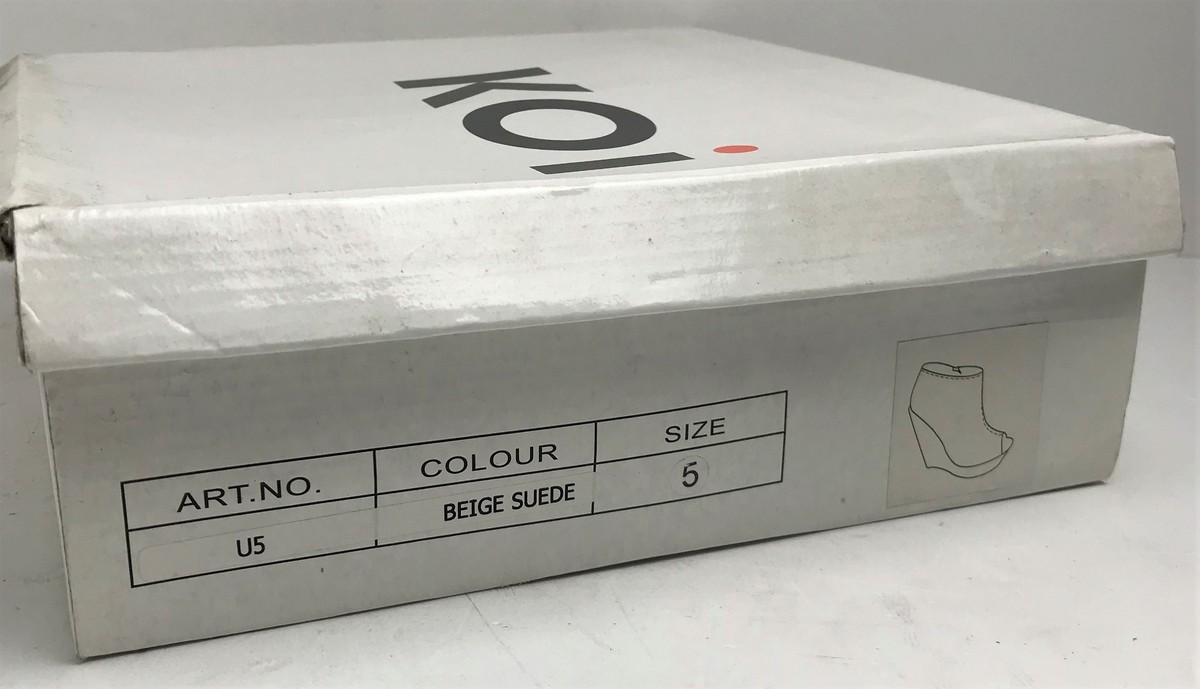 KOI
ART.NO. COLOUR SIZE
U5 BEIGE SUEDE 5